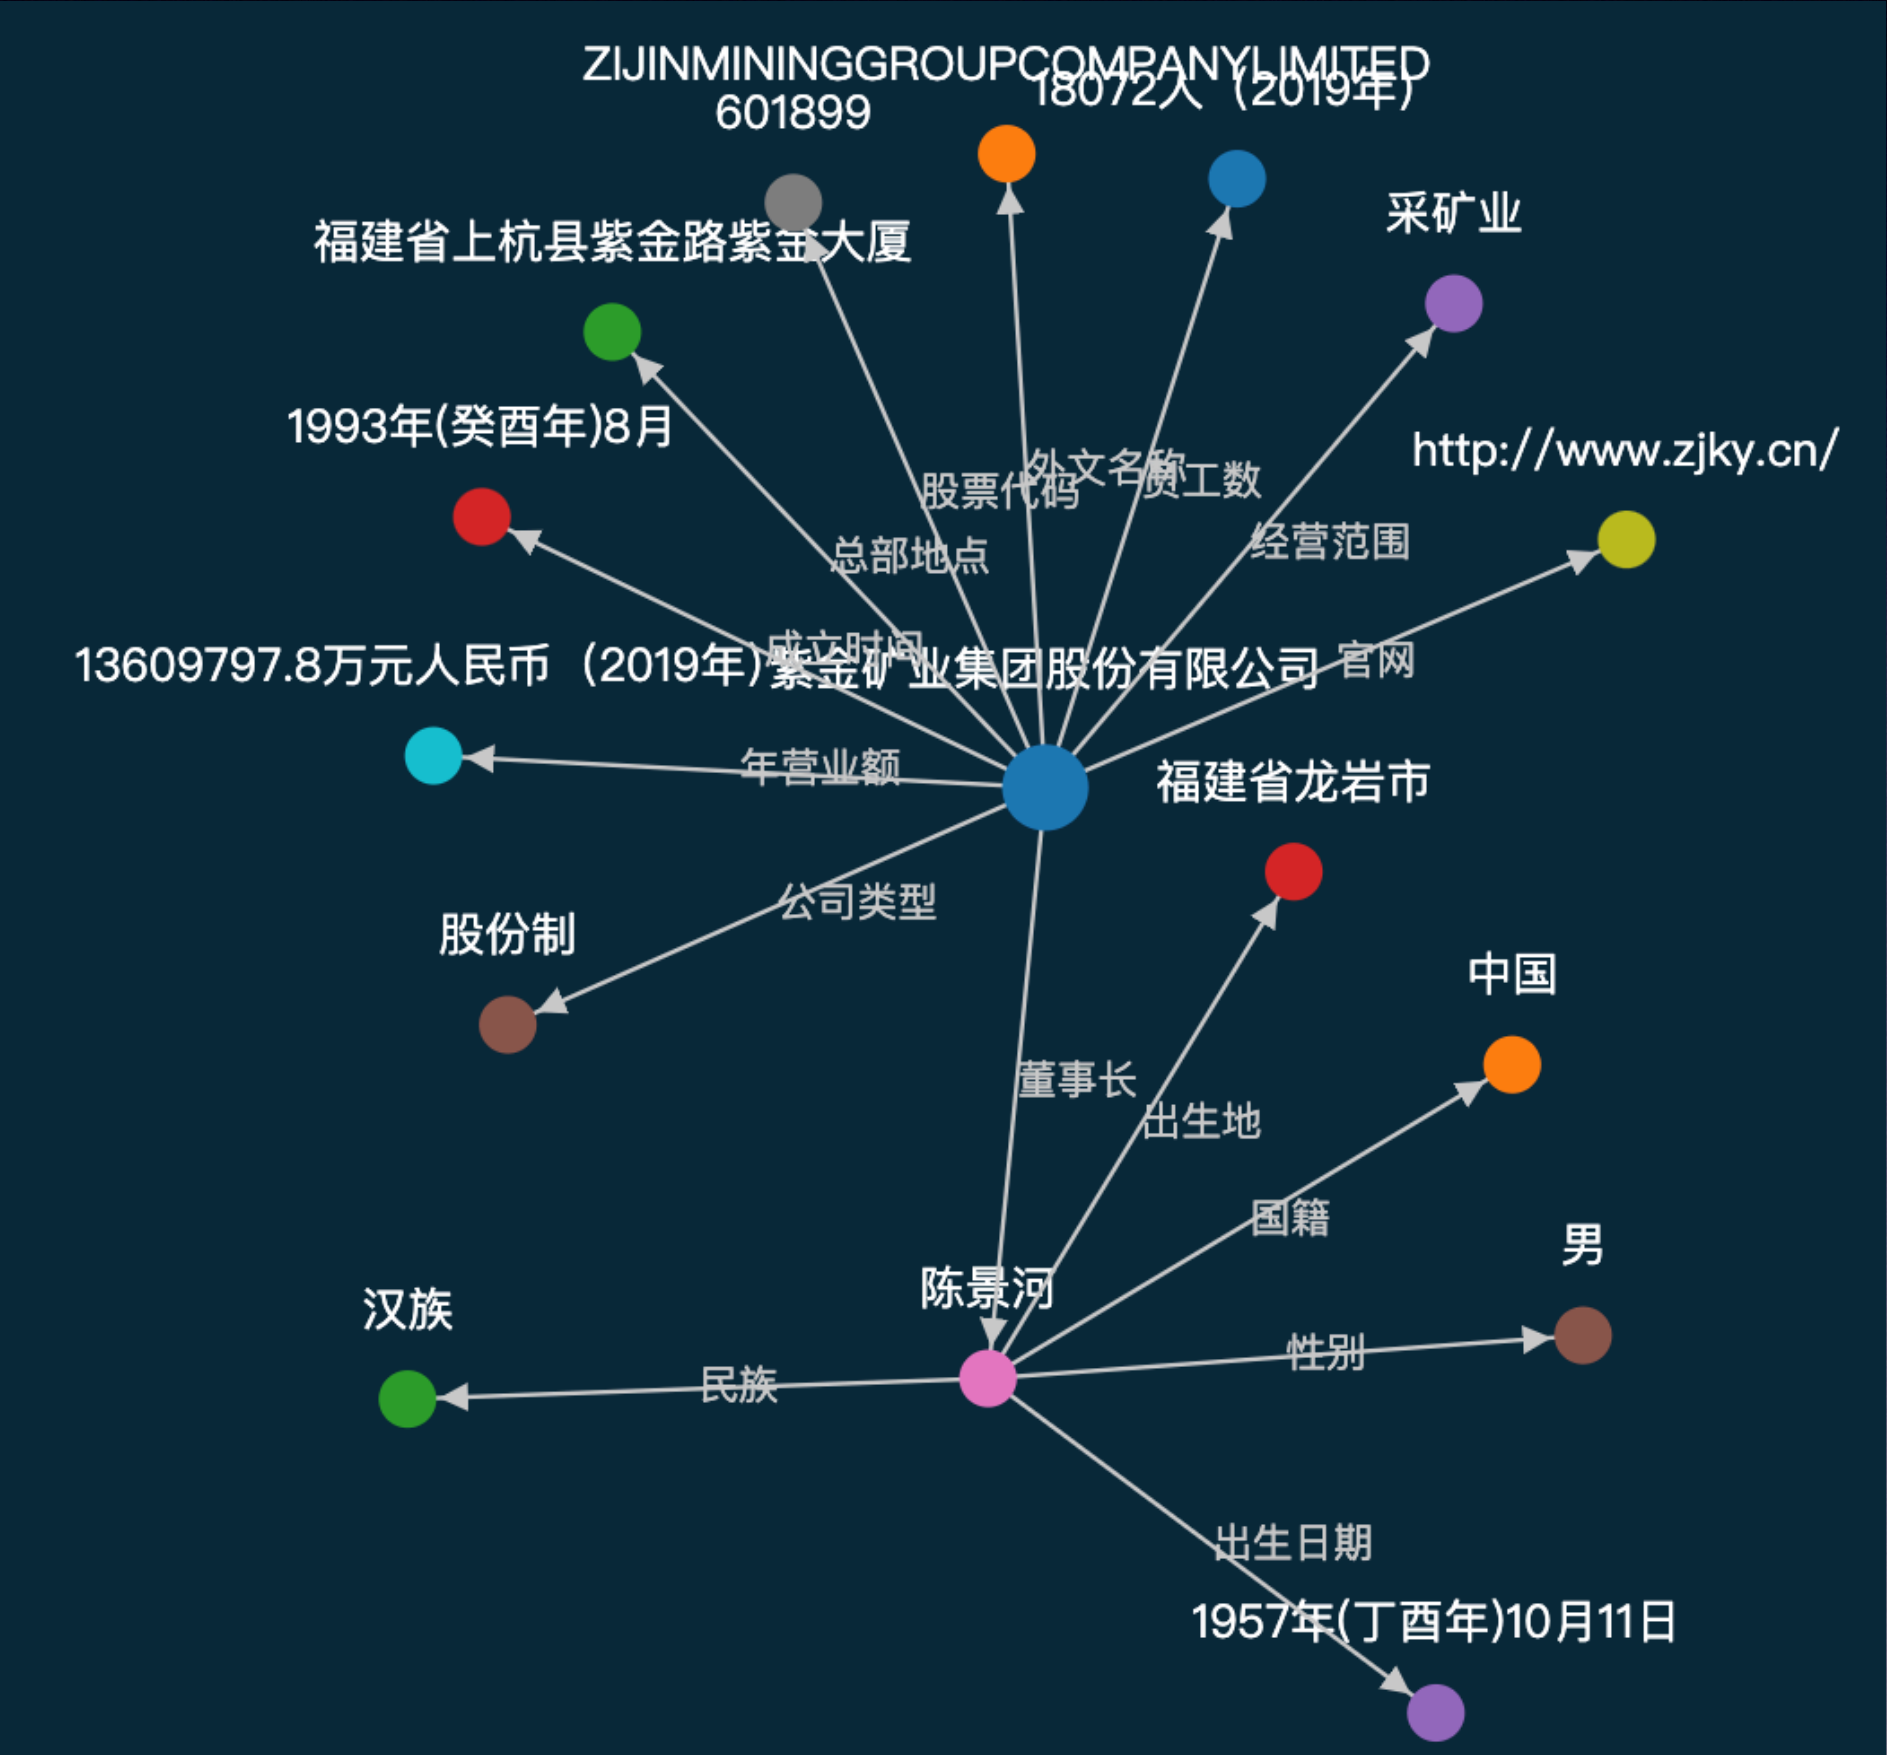 ZIJINMININGGROUPCOMPANYLIMITED
18072人（2019年）
601899
采矿业
福建省上杭县紫金路紫金大厦
1993年(癸酉年)8月
http://www.zjky.cn/
外文名称
员工数
股票代码
经营范围
总部地点
成立时间
官网
13609797.8万元人民币（2019年）
紫金矿业集团股份有限公司
年营业额
福建省龙岩市
公司类型
股份制
中国
董事长
出生地
国籍
男
陈景河
汉族
性别
民族
出生日期
1957年(丁酉年)10月11日